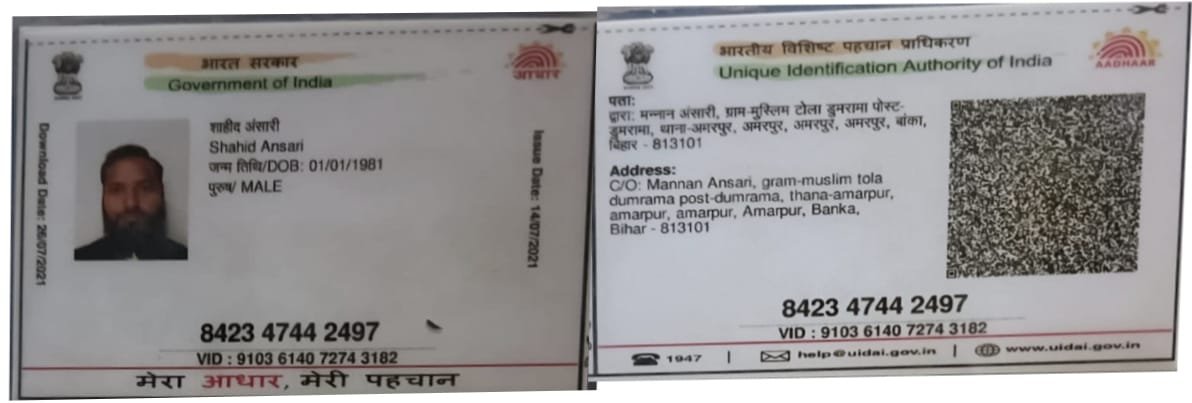 भारत सरकार
Government of India
आधार
Download Date: 26/07/2021
शाहीद अंसारी
Shahid Ansari
जन्म तिथि/DOB: 01/01/1981
पुरुष/ MALE
Issue Date: 14/07/2021
8423 4744 2497
VID : 9103 6140 7274 3182
मेरा आधार, मेरी पहचान
भारतीय विशिष्ट पहचान प्राधिकरण
Unique Identification Authority of India
AADHAAR
पता:
द्वारा: मन्नान अंसारी, ग्राम-मुस्लिम टोला डुमरामा पोस्ट-
डुमरामा, थाना-अमरपुर, अमरपुर, अमरपुर, अमरपुर, बांका,
बिहार - 813101
Address:
C/O: Mannan Ansari, gram-muslim tola
dumrama post-dumrama, thana-amarpur,
amarpur, amarpur, Amarpur, Banka,
Bihar - 813101
8423 4744 2497
VID : 9103 6140 7274 3182
1947 | help@uidai.gov.in | www.uidai.gov.in